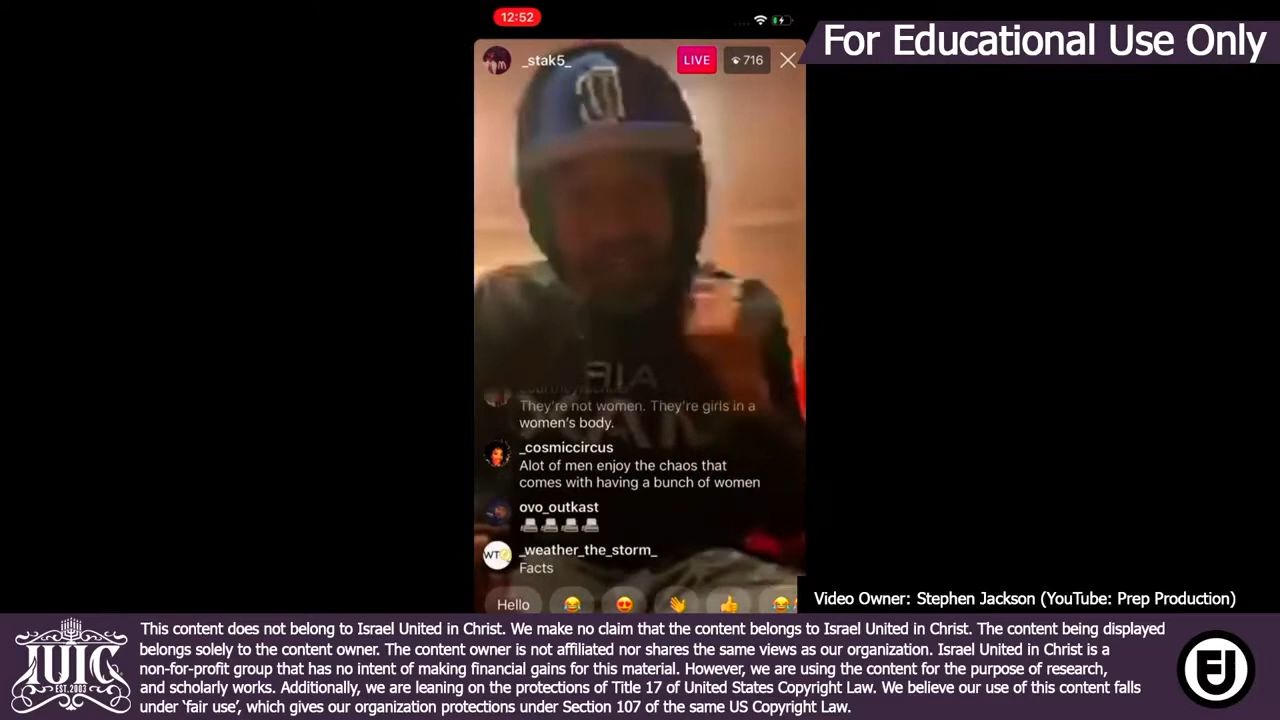 12:52
For Educational Use Only
_stak5_
LIVE
716
AIR
They're not women. They're girls in a
women's body.
_cosmiccircus
Alot of men enjoy the chaos that
comes with having a bunch of women
ovo_outkast
WT
_weather_the_storm_
Facts
Hello
Video Owner: Stephen Jackson (YouTube: Prep Production)
IUIC
EST.2003
This content does not belong to Israel United in Christ. We make no claim that the content belongs to Israel United in Christ. The content being displayed
belongs solely to the content owner. The content owner is not affiliated nor shares the same views as our organization. Israel United in Christ is a
non-for-profit group that has no intent of making financial gains for this material. However, we are using the content for the purpose of research,
and scholarly works. Additionally, we are leaning on the protections of Title 17 of United States Copyright Law. We believe our use of this content falls
under 'fair use', which gives our organization protections under Section 107 of the same US Copyright Law.